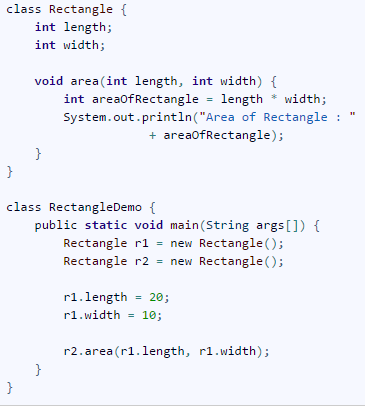 class Rectangle {
    int length;
    int width;

    void area(int length, int width) {
        int areaOfRectangle = length * width;
        System.out.println("Area of Rectangle : "
                    + areaOfRectangle);
    }
}

class RectangleDemo {
    public static void main(String args[]) {
        Rectangle r1 = new Rectangle();
        Rectangle r2 = new Rectangle();

        r1.length = 20;
        r1.width = 10;

        r2.area(r1.length, r1.width);
    }
}